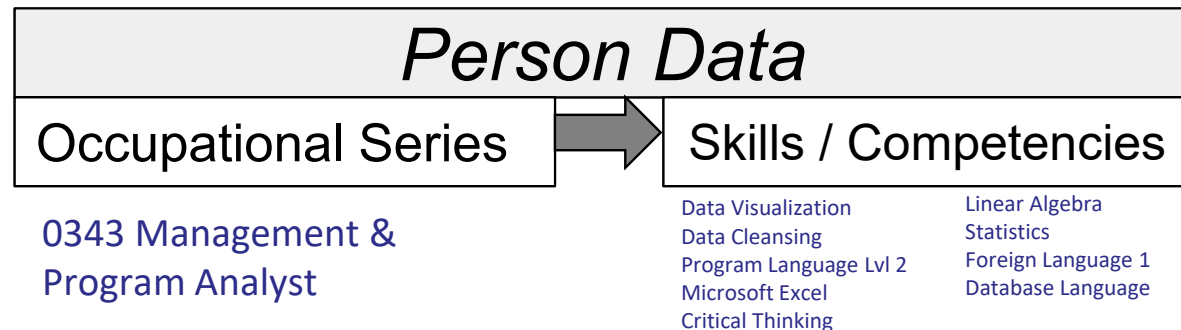 Person Data
Occupational Series
Skills / Competencies
0343 Management &
Program Analyst
Data Visualization
Data Cleansing
Program Language Lvl 2
Microsoft Excel
Critical Thinking
Linear Algebra
Statistics
Foreign Language 1
Database Language